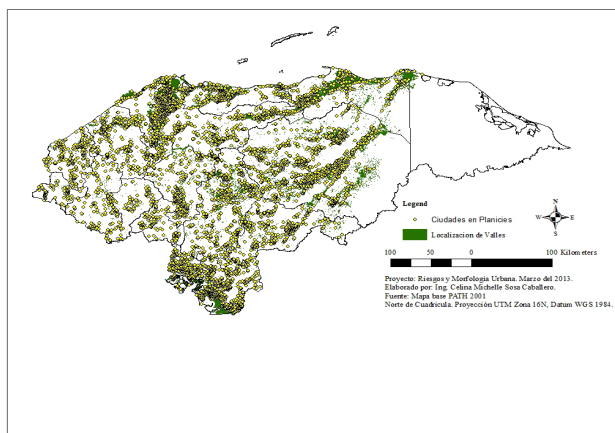 Legend
Ciudades en Planicies
Localizacion de Valles
N
W E
S
100 50 0 100 Kilometers
Proyecto: Riesgos y Morfologia Urbana. Marzo del 2013.
Elaborado por: Ing. Celina Michelle Sosa Caballero.
Fuente: Mapa base PATH 2001
Norte de Cuadricula. Proyección UTM Zona 16N, Datum WGS 1984.